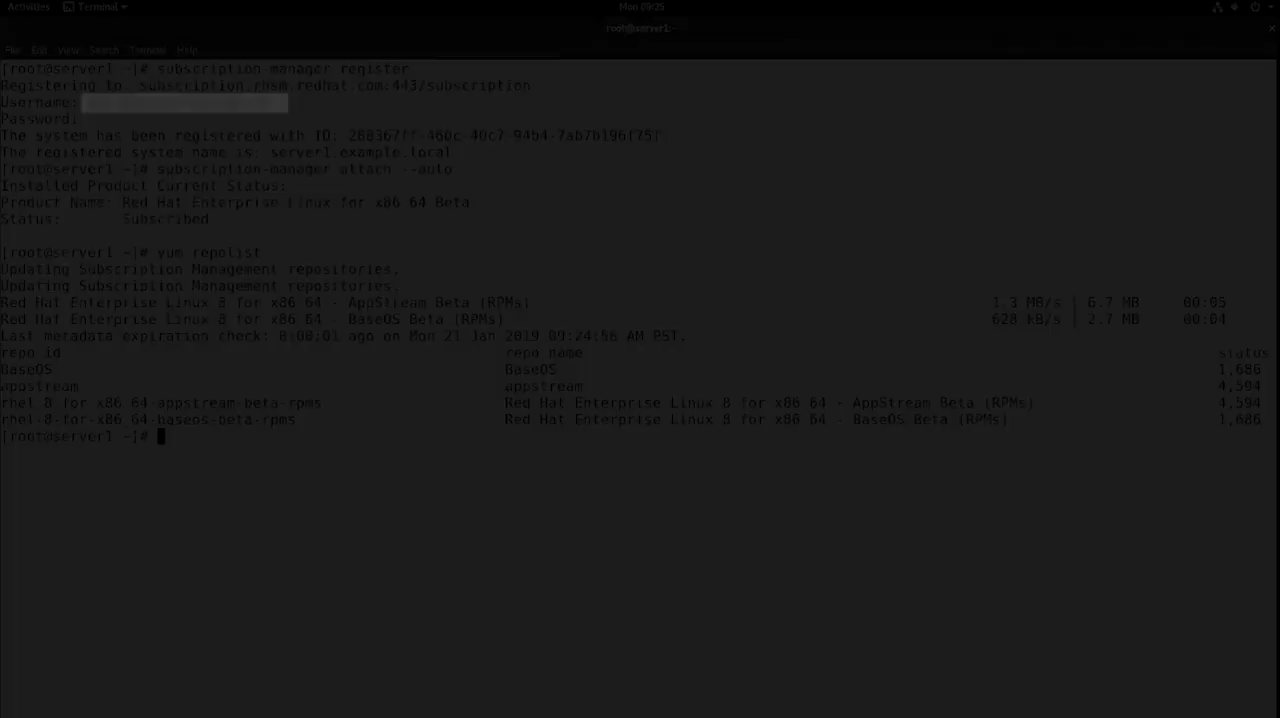 Activities Terminal Mon 09:25
root@server1:~
File Edit View Search Terminal Help
[root@server1 ~]# subscription-manager register
Registering to: subscription.rhsm.redhat.com:443/subscription
Username:
Password:
The system has been registered with ID: 288367ff-460c-40c7-94b4-7ab7b196f75f
The registered system name is: server1.example.local
[root@server1 ~]# subscription-manager attach --auto
Installed Product Current Status:
Product Name: Red Hat Enterprise Linux for x86_64 Beta
Status: Subscribed
[root@server1 ~]# yum repolist
Updating Subscription Management repositories.
Updating Subscription Management repositories.
Red Hat Enterprise Linux 8 for x86_64 - AppStream Beta (RPMs) 1.3 MB/s | 6.7 MB 00:05
Red Hat Enterprise Linux 8 for x86_64 - BaseOS Beta (RPMs) 628 kB/s | 2.7 MB 00:04
Last metadata expiration check: 0:00:01 ago on Mon 21 Jan 2019 09:24:56 AM PST.
repo id repo name status
BaseOS BaseOS 1,686
appstream appstream 4,594
rhel-8-for-x86_64-appstream-beta-rpms Red Hat Enterprise Linux 8 for x86_64 - AppStream Beta (RPMs) 4,594
rhel-8-for-x86_64-baseos-beta-rpms Red Hat Enterprise Linux 8 for x86_64 - BaseOS Beta (RPMs) 1,686
[root@server1 ~]#